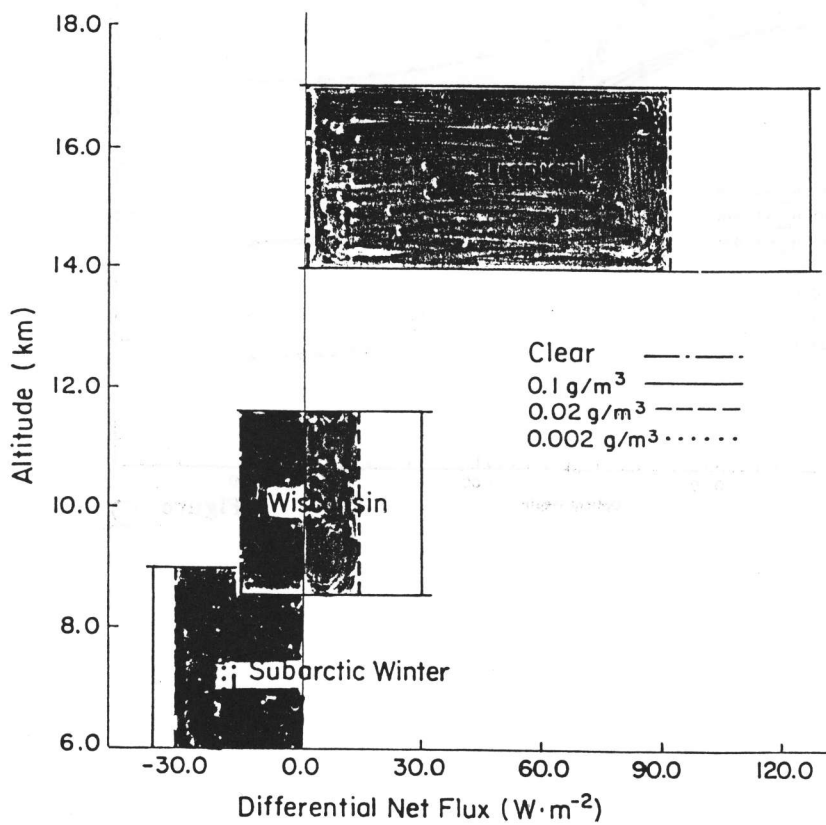 18.0
16.0
14.0
12.0
10.0
8.0
6.0
Altitude (km)
Clear
0.1 g/m³
0.02 g/m³
0.002 g/m³
Wisconsin
Subarctic Winter
-30.0 0.0 30.0 60.0 90.0 120.0
Differential Net Flux (W·m⁻²)